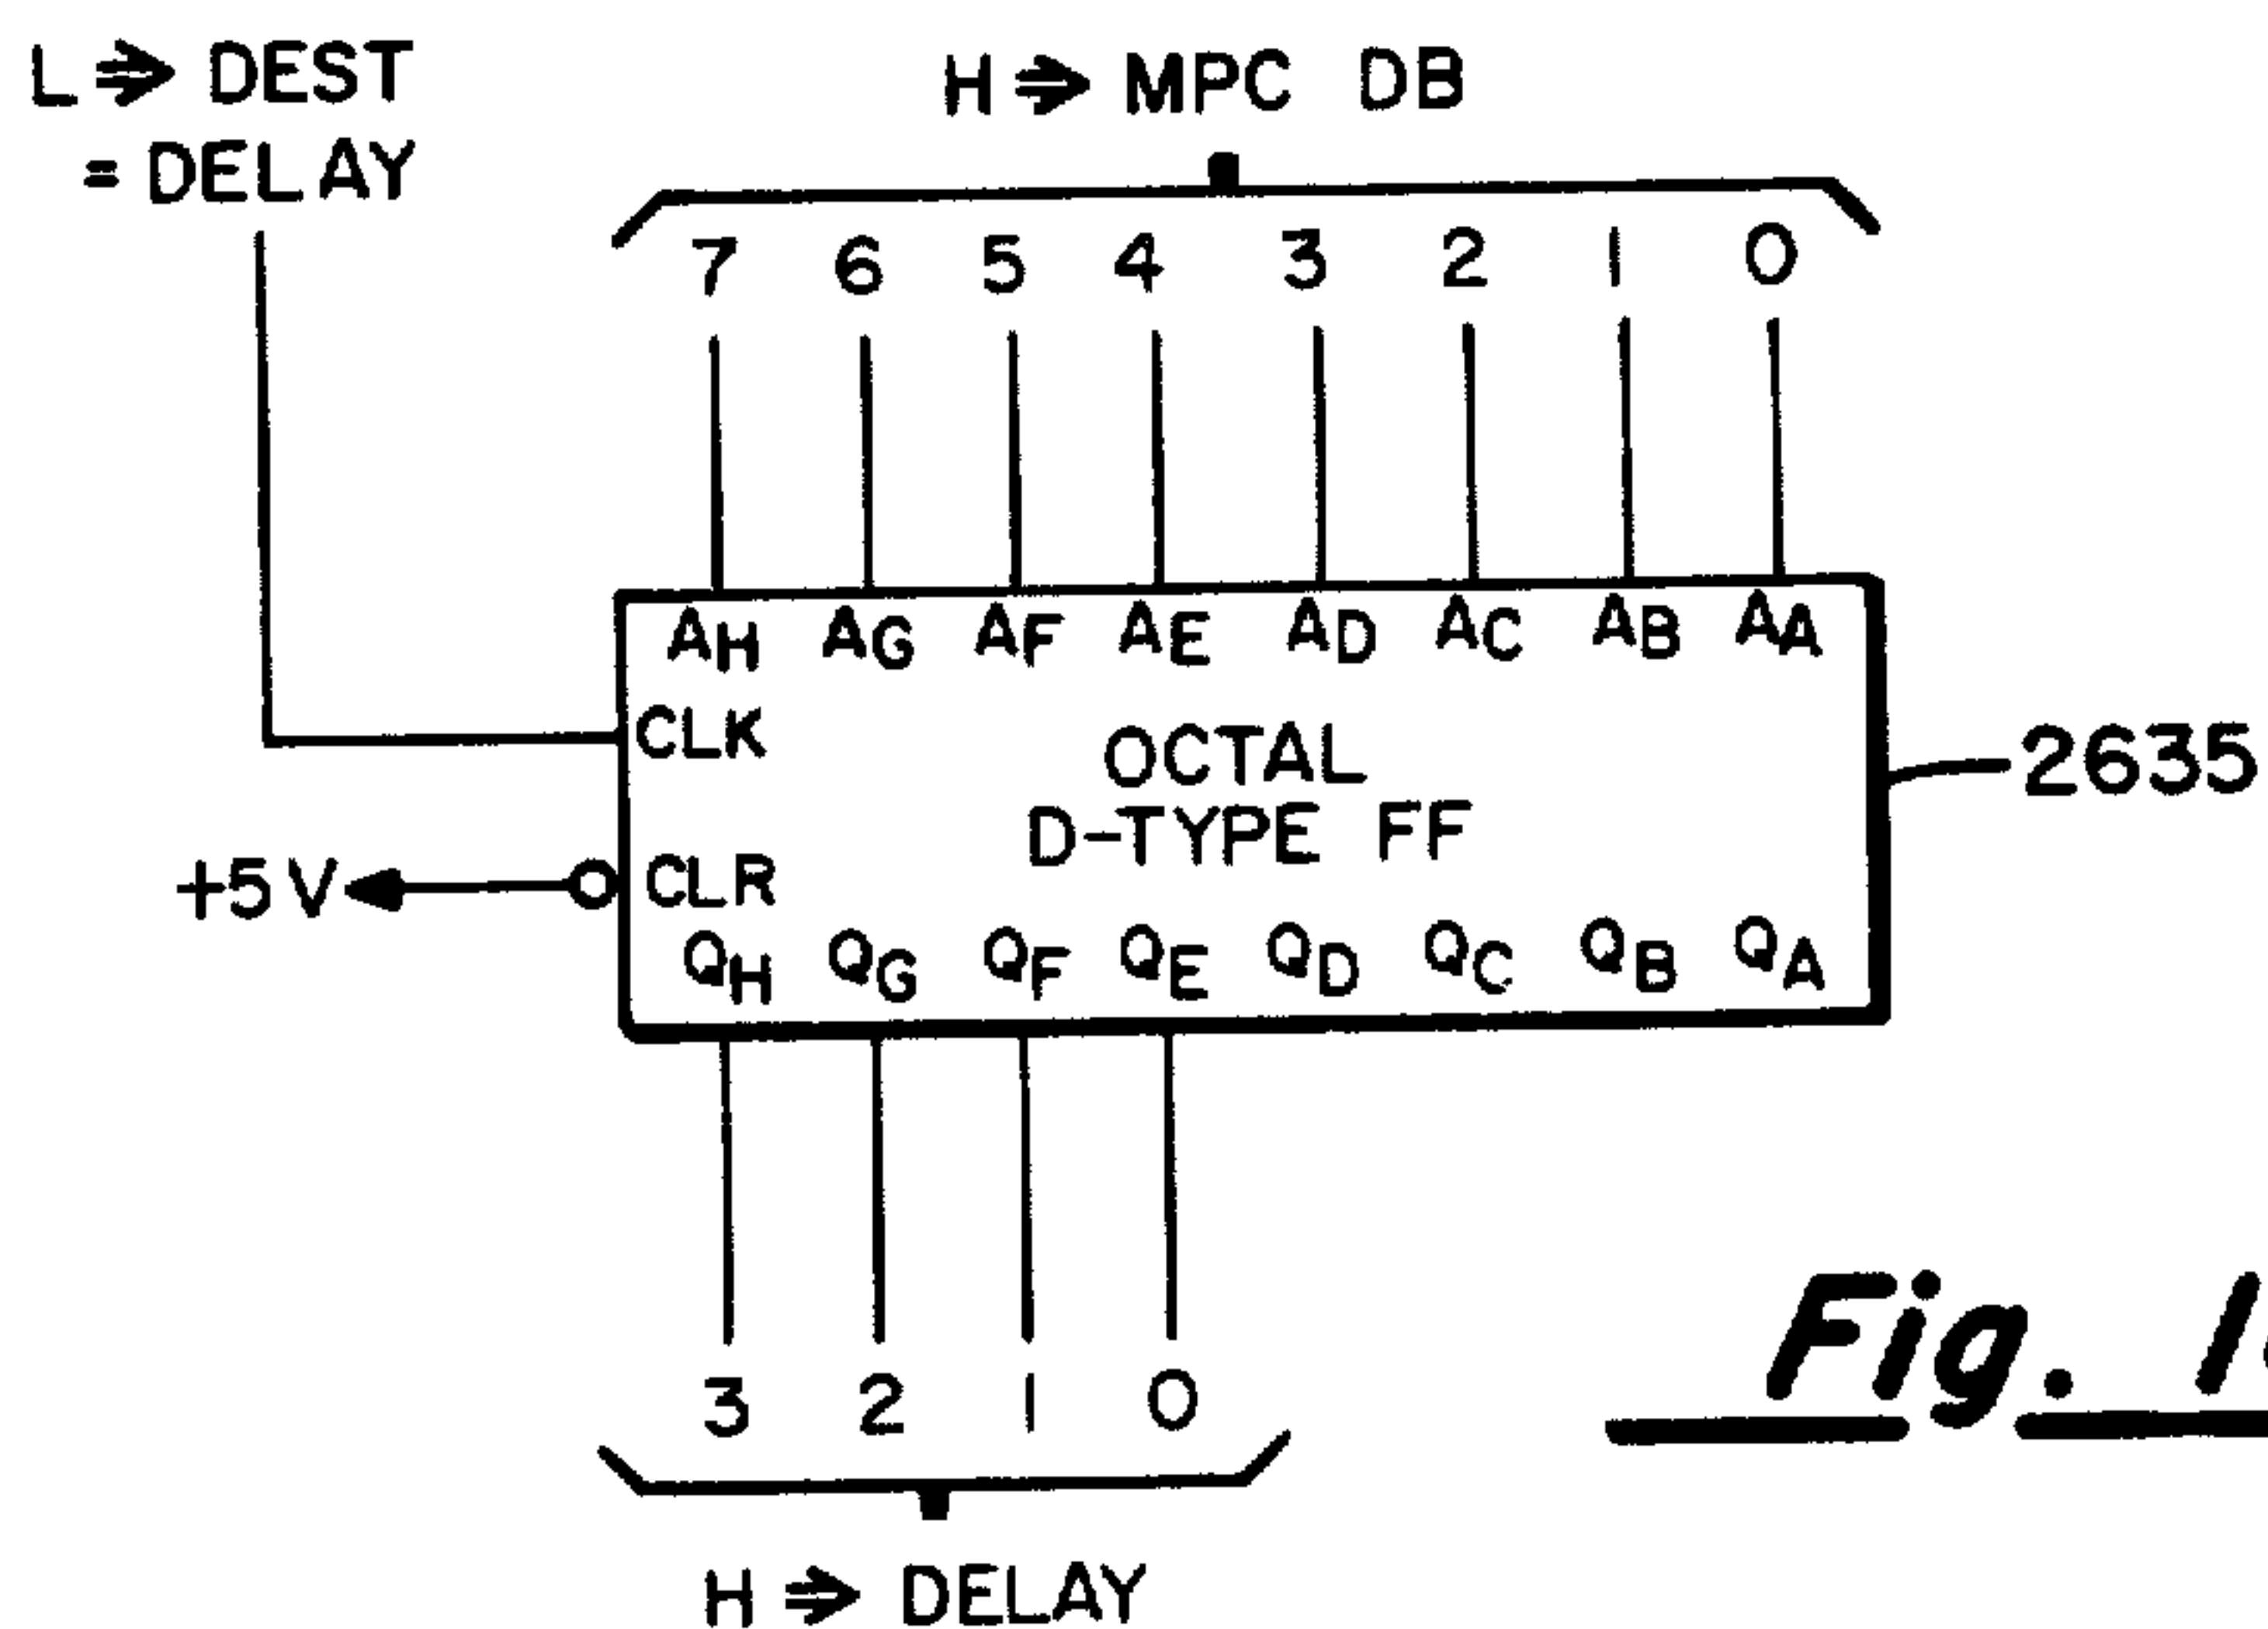 L ⇒ DEST
= DELAY
H ⇒ MPC DB
7 6 5 4 3 2 1 0
AH AG AF AE AD AC AB AA
CLK
OCTAL
D-TYPE FF
2635
+5V
CLR
QH QG QF QE QD QC QB QA
3 2 1 0
H ⇒ DELAY
Fig.